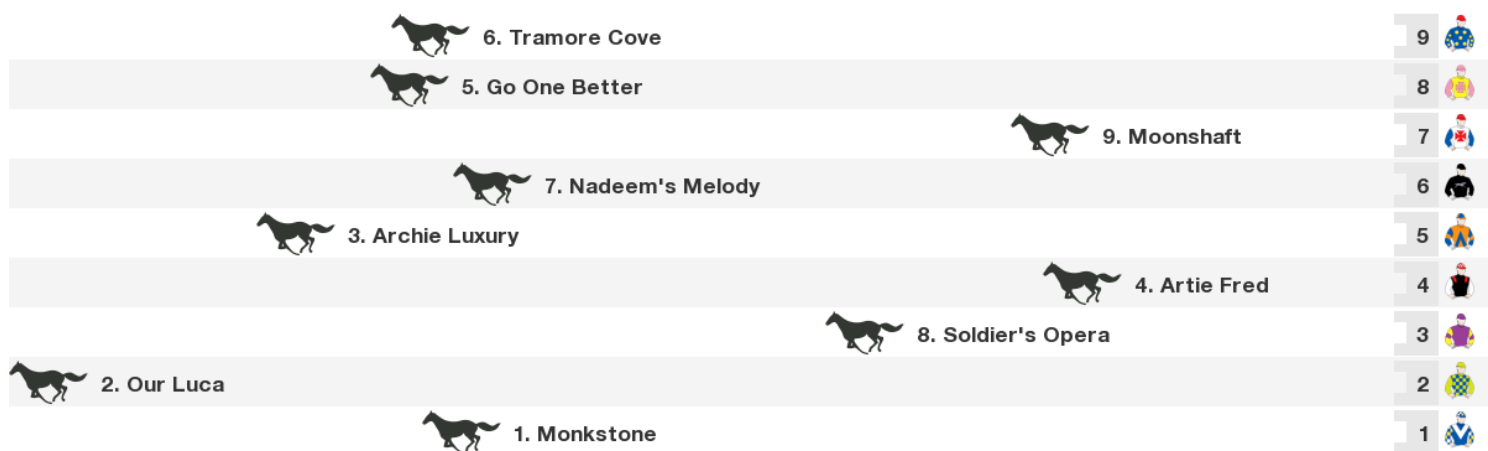 6. Tramore Cove 9
5. Go One Better 8
9. Moonshaft 7
7. Nadeem's Melody 6
3. Archie Luxury 5
4. Artie Fred 4
8. Soldier's Opera 3
2. Our Luca 2
1. Monkstone 1